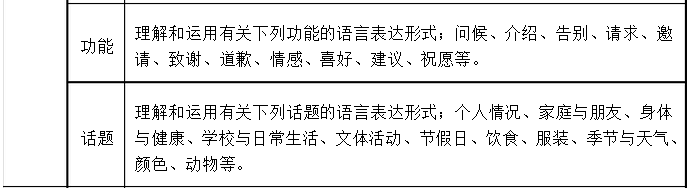 功能
理解和运用有关下列功能的语言表达形式；问候、介绍、告别、请求、邀
请、致谢、道歉、情感、喜好、建议、祝愿等。
话题
理解和运用有关下列话题的语言表达形式；个人情况、家庭与朋友、身体
与健康、学校与日常生活、文体活动、节假日、饮食、服装、季节与天气、
颜色、动物等。